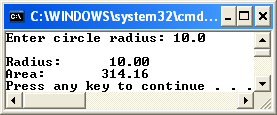 C:\WINDOWS\system32\cmd...
Enter circle radius: 10.0
Radius:      10.00
Area:       314.16
Press any key to continue . . .